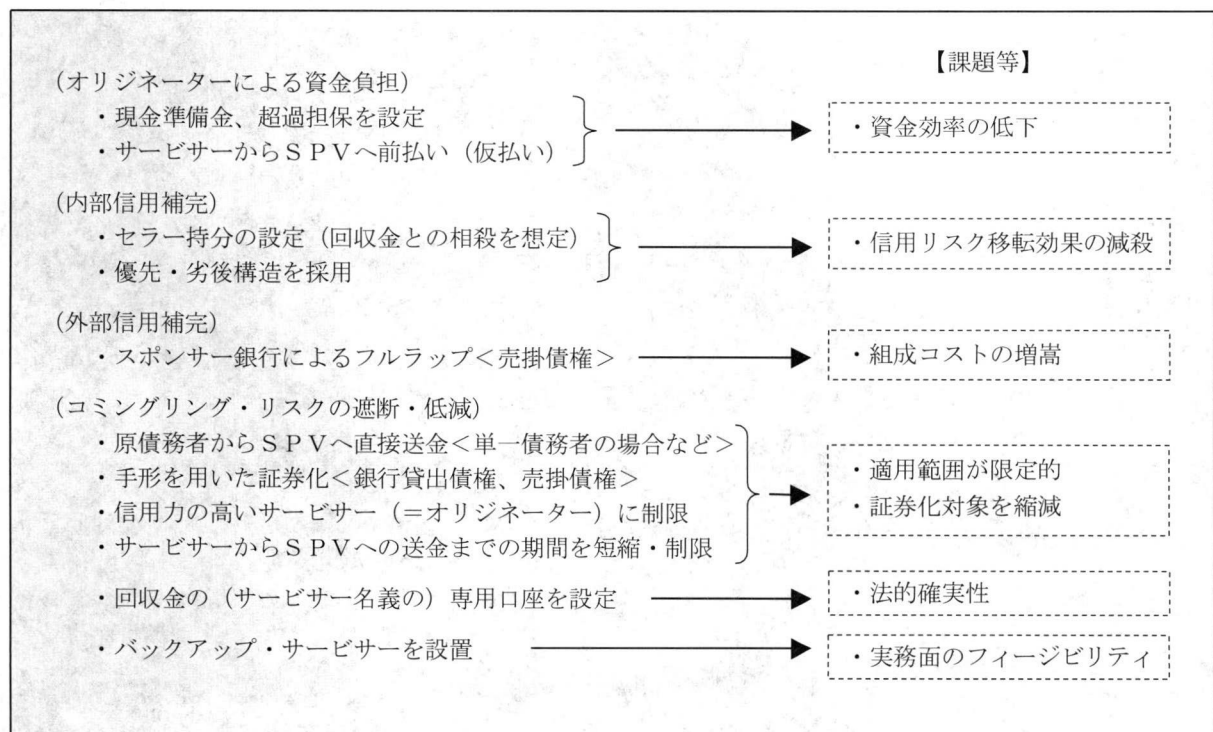 【課題等】
(オリジネーターによる資金負担)
・現金準備金、超過担保を設定
・サービサーからＳＰＶへ前払い（仮払い）
・資金効率の低下
(内部信用補完)
・セラー持分の設定（回収金との相殺を想定）
・優先・劣後構造を採用
・信用リスク移転効果の減殺
(外部信用補完)
・スポンサー銀行によるフルラップ＜売掛債権＞
・組成コストの増嵩
(コミングリング・リスクの遮断・低減)
・原債務者からＳＰＶへ直接送金＜単一債務者の場合など＞
・手形を用いた証券化＜銀行貸出債権、売掛債権＞
・信用力の高いサービサー（＝オリジネーター）に制限
・サービサーからＳＰＶへの送金までの期間を短縮・制限
・適用範囲が限定的
・証券化対象を縮減
・回収金の（サービサー名義の）専用口座を設定
・法的確実性
・バックアップ・サービサーを設置
・実務面のフィージビリティ